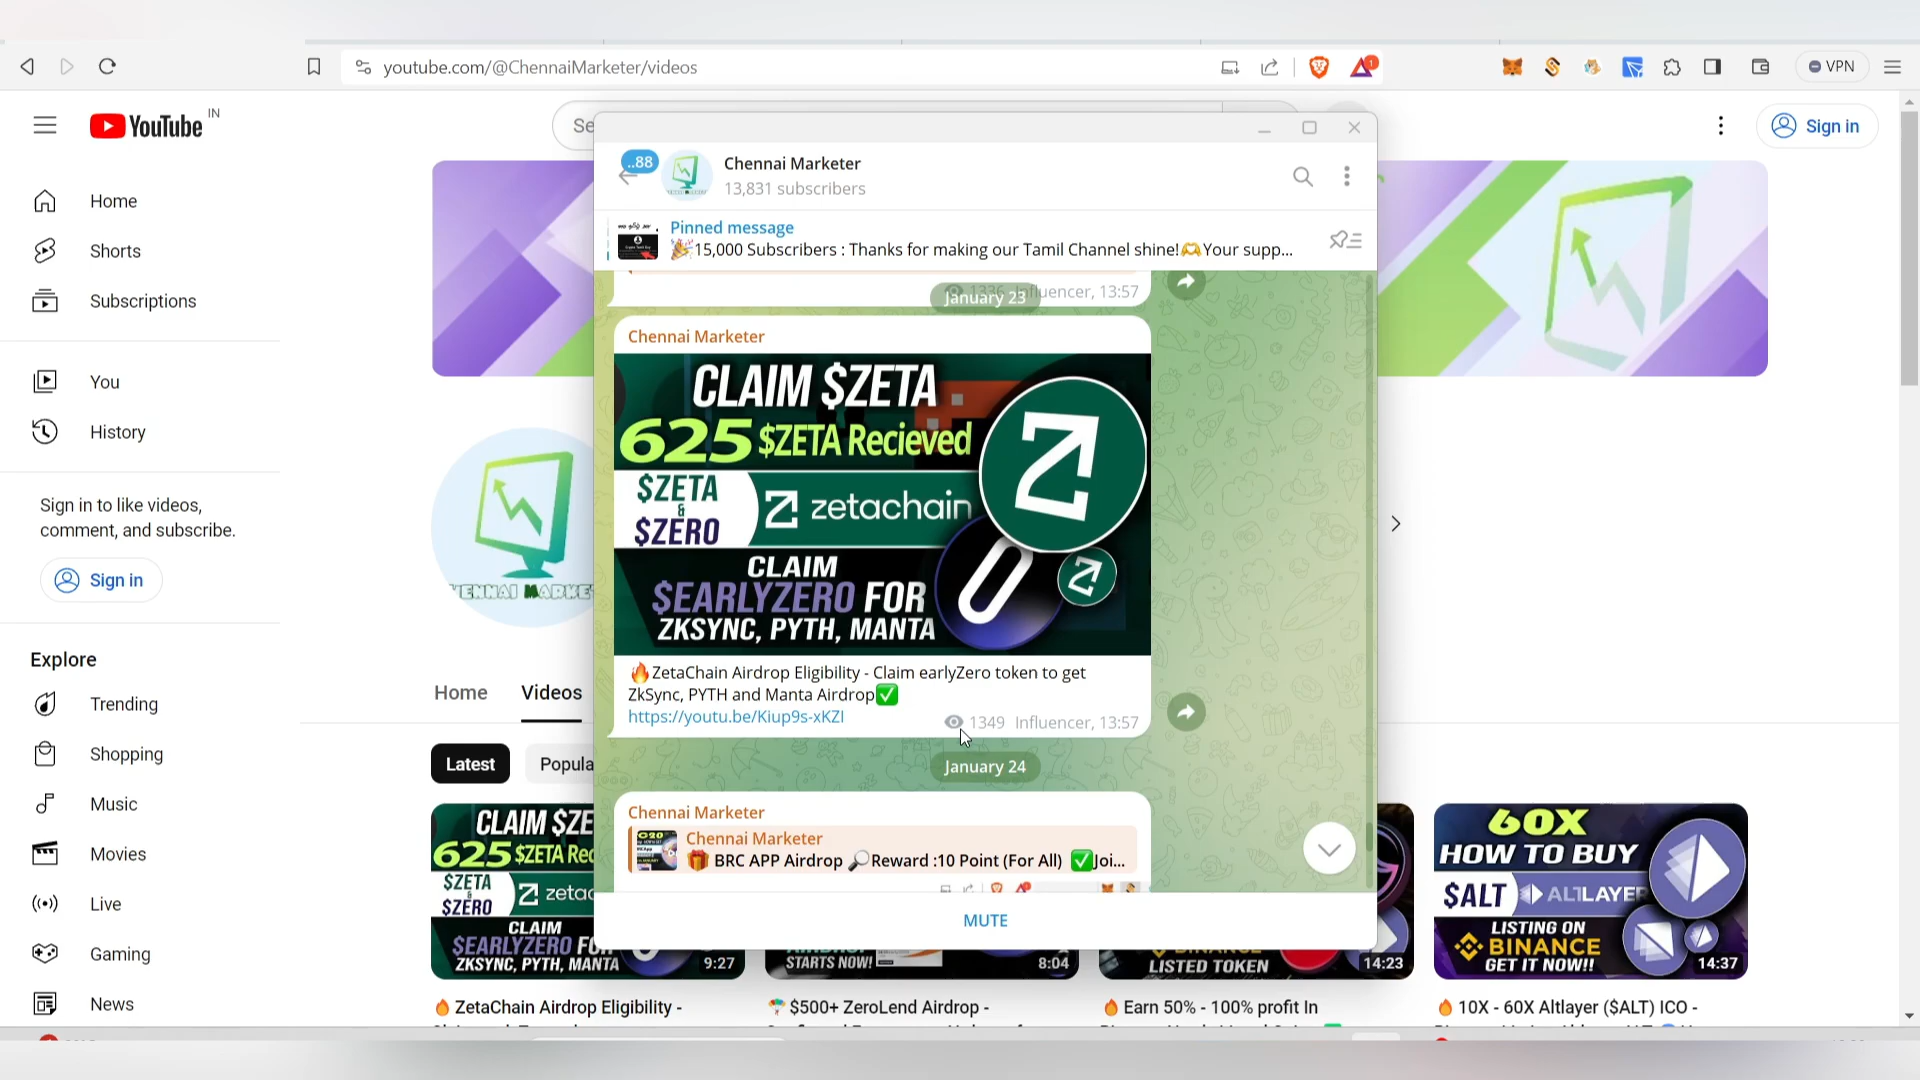 youtube.com/@ChennaiMarketer/videos
1
VPN
YouTube IN
Se
Sign in
Home
Shorts
Subscriptions
You
History
Sign in to like videos,
comment, and subscribe.
Sign in
Explore
Trending
Shopping
Music
Movies
Live
Gaming
News
..88
Chennai Marketer
13,831 subscribers
Pinned message
🎉15,000 Subscribers : Thanks for making our Tamil Channel shine!🫶Your supp...
1336 Influencer, 13:57
January 23
Chennai Marketer
CLAIM $ZETA
625 $ZETA Recieved
$ZETA
&
$ZERO
zetachain
CLAIM
$EARLYZERO FOR
ZKSYNC, PYTH, MANTA
🔥ZetaChain Airdrop Eligibility - Claim earlyZero token to get
ZkSync, PYTH and Manta Airdrop✅
https://youtu.be/Kiup9s-xKZI
1349 Influencer, 13:57
January 24
Chennai Marketer
Chennai Marketer
🎁 BRC APP Airdrop 🔎Reward :10 Point (For All) ✅Joi...
MUTE
Home
Videos
Latest
Popula
CLAIM $ZE
625 $ZETA Rec
$ZETA
&
$ZERO
zetac
CLAIM
$EARLYZERO FO
ZKSYNC, PYTH, MANTA
9:27
🔥 ZetaChain Airdrop Eligibility -
STARTS NOW!
8:04
🪂 $500+ ZeroLend Airdrop -
LISTED TOKEN
14:23
🔥 Earn 50% - 100% profit In
60X
HOW TO BUY
$ALT
ALTLAYER
LISTING ON
BINANCE
GET IT NOW!!
14:37
🔥 10X - 60X Altlayer ($ALT) ICO -